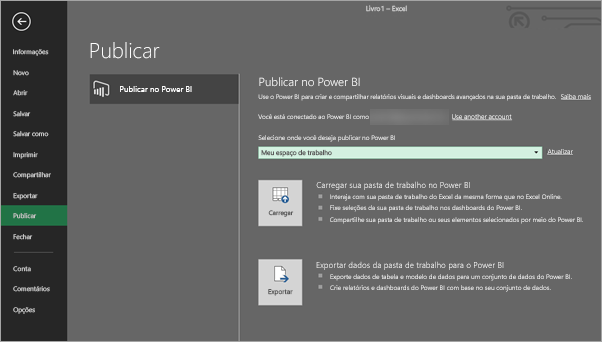 Livro1 – Excel
Publicar
Informações
Novo
Abrir
Salvar
Salvar como
Imprimir
Compartilhar
Exportar
Publicar
Fechar
Conta
Comentários
Opções
Publicar no Power BI
Publicar no Power BI
Use o Power BI para criar e compartilhar relatórios visuais e dashboards avançados na sua pasta de trabalho. Saiba mais
Você está conectado ao Power BI como Use another account
Selecione onde você deseja publicar no Power BI
Meu espaço de trabalho Atualizar
Carregar
Carregar sua pasta de trabalho no Power BI
Interaja com sua pasta de trabalho do Excel da mesma forma que no Excel Online.
Fixe seleções da sua pasta de trabalho nos dashboards do Power BI.
Compartilhe sua pasta de trabalho ou seus elementos selecionados por meio do Power BI.
Exportar
Exportar dados da pasta de trabalho para o Power BI
Exporte dados de tabela e modelo de dados para um conjunto de dados do Power BI.
Crie relatórios e dashboards do Power BI com base no seu conjunto de dados.